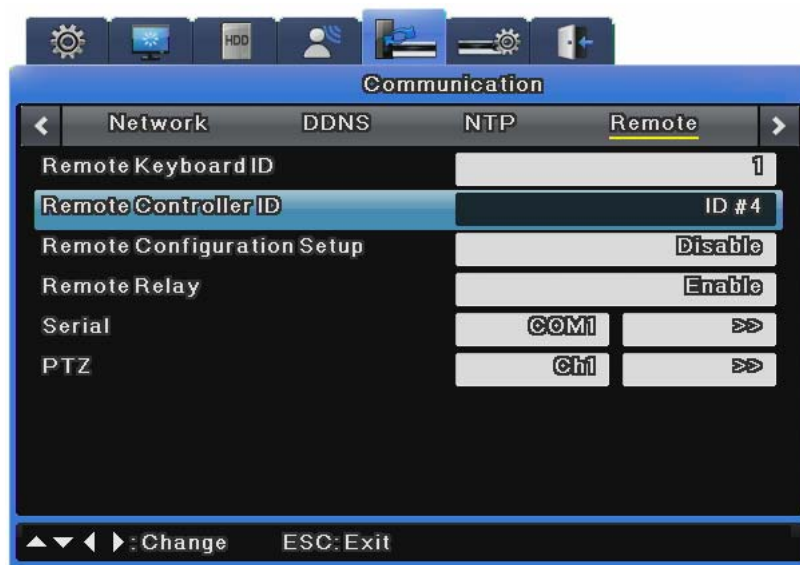 HDD
Communication
Network DDNS NTP Remote
Remote Keyboard ID 1
Remote Controller ID ID #4
Remote Configuration Setup Disable
Remote Relay Enable
Serial COM1 >>
PTZ Ch1 >>
▲▼◀▶:Change ESC:Exit